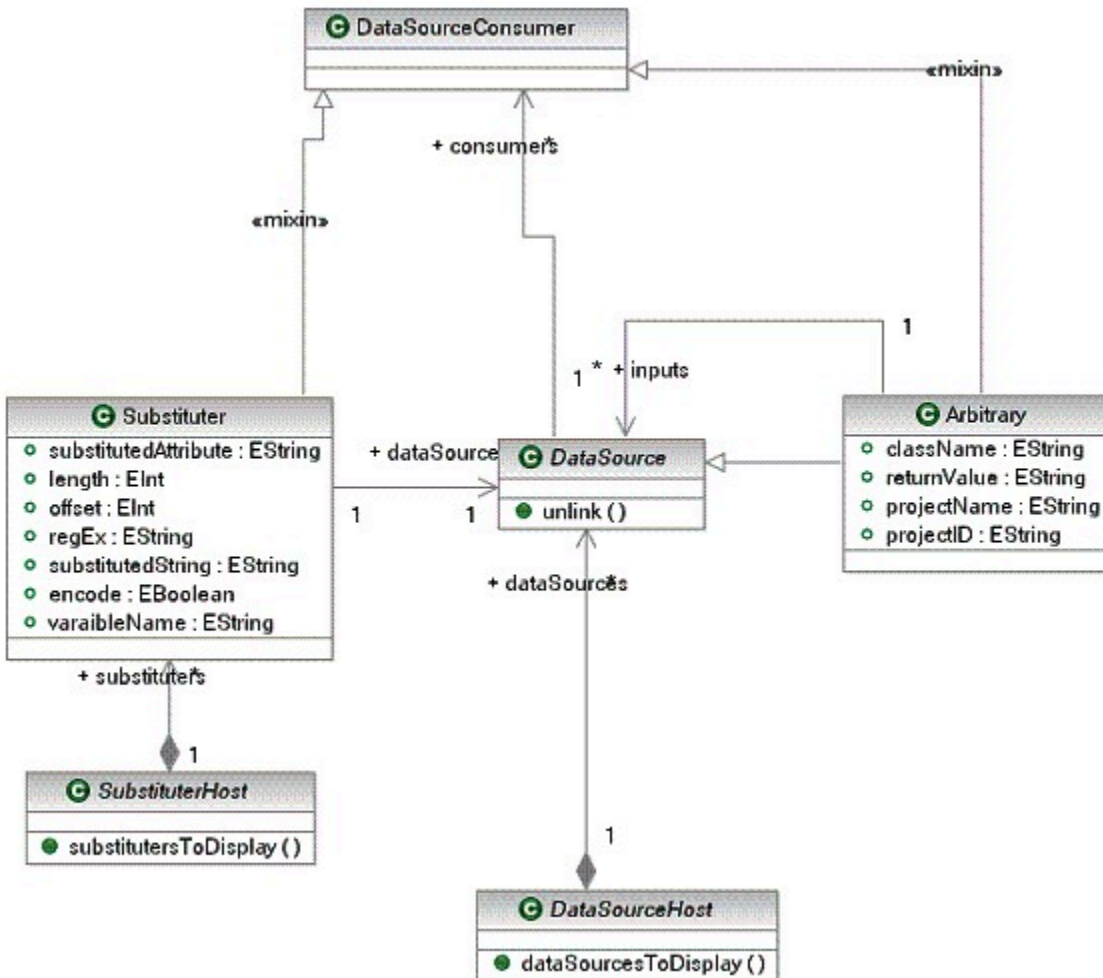 DataSourceConsumer
«mixin»
+ consumers
*
«mixin»
1
1
*
+ inputs
Substituter
substitutedAttribute : EString
length : EInt
offset : EInt
regEx : EString
substitutedString : EString
encode : EBoolean
varaibleName : EString
+ dataSource
1
1
DataSource
unlink ( )
Arbitrary
className : EString
returnValue : EString
projectName : EString
projectID : EString
+ dataSources
*
+ substituters
*
1
SubstituterHost
substitutersToDisplay ( )
1
DataSourceHost
dataSourcesToDisplay ( )